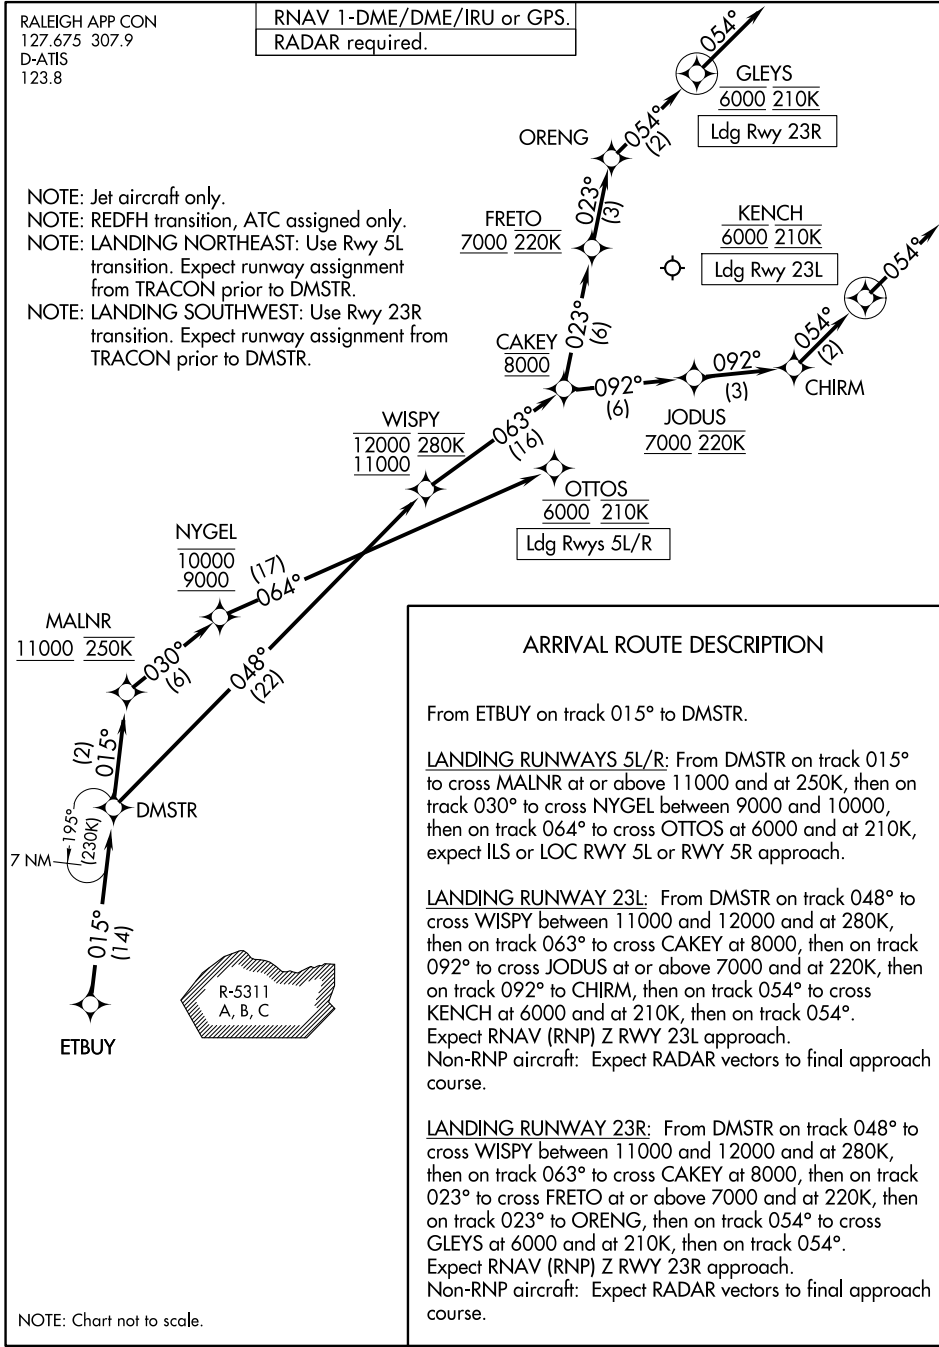 RALEIGH APP CON
127.675 307.9
D-ATIS
123.8
RNAV 1-DME/DME/IRU or GPS.
RADAR required.
NOTE: Jet aircraft only.
NOTE: REDFH transition, ATC assigned only.
NOTE: LANDING NORTHEAST: Use Rwy 5L
transition. Expect runway assignment
from TRACON prior to DMSTR.
NOTE: LANDING SOUTHWEST: Use Rwy 23R
transition. Expect runway assignment from
TRACON prior to DMSTR.
054°
GLEYS
6000 210K
Ldg Rwy 23R
054°
(2)
ORENG
023°
(3)
FRETO
7000 220K
KENCH
6000 210K
Ldg Rwy 23L
054°
054°
(2)
023°
(6)
CAKEY
8000
092°
(6)
092°
(3)
CHIRM
JODUS
7000 220K
WISPY
12000 280K
11000
063°
(16)
OTTOS
6000 210K
Ldg Rwys 5L/R
NYGEL
10000
9000
(17)
064°
MALNR
11000 250K
030°
(6)
048°
(22)
(2)
015°
DMSTR
195°
(230K)
7 NM
015°
(14)
ETBUY
R-5311
A, B, C
ARRIVAL ROUTE DESCRIPTION
From ETBUY on track 015° to DMSTR.
LANDING RUNWAYS 5L/R: From DMSTR on track 015°
to cross MALNR at or above 11000 and at 250K, then on
track 030° to cross NYGEL between 9000 and 10000,
then on track 064° to cross OTTOS at 6000 and at 210K,
expect ILS or LOC RWY 5L or RWY 5R approach.
LANDING RUNWAY 23L: From DMSTR on track 048° to
cross WISPY between 11000 and 12000 and at 280K,
then on track 063° to cross CAKEY at 8000, then on track
092° to cross JODUS at or above 7000 and at 220K, then
on track 092° to CHIRM, then on track 054° to cross
KENCH at 6000 and at 210K, then on track 054°.
Expect RNAV (RNP) Z RWY 23L approach.
Non-RNP aircraft: Expect RADAR vectors to final approach
course.
LANDING RUNWAY 23R: From DMSTR on track 048° to
cross WISPY between 11000 and 12000 and at 280K,
then on track 063° to cross CAKEY at 8000, then on track
023° to cross FRETO at or above 7000 and at 220K, then
on track 023° to ORENG, then on track 054° to cross
GLEYS at 6000 and at 210K, then on track 054°.
Expect RNAV (RNP) Z RWY 23R approach.
Non-RNP aircraft: Expect RADAR vectors to final approach
course.
NOTE: Chart not to scale.